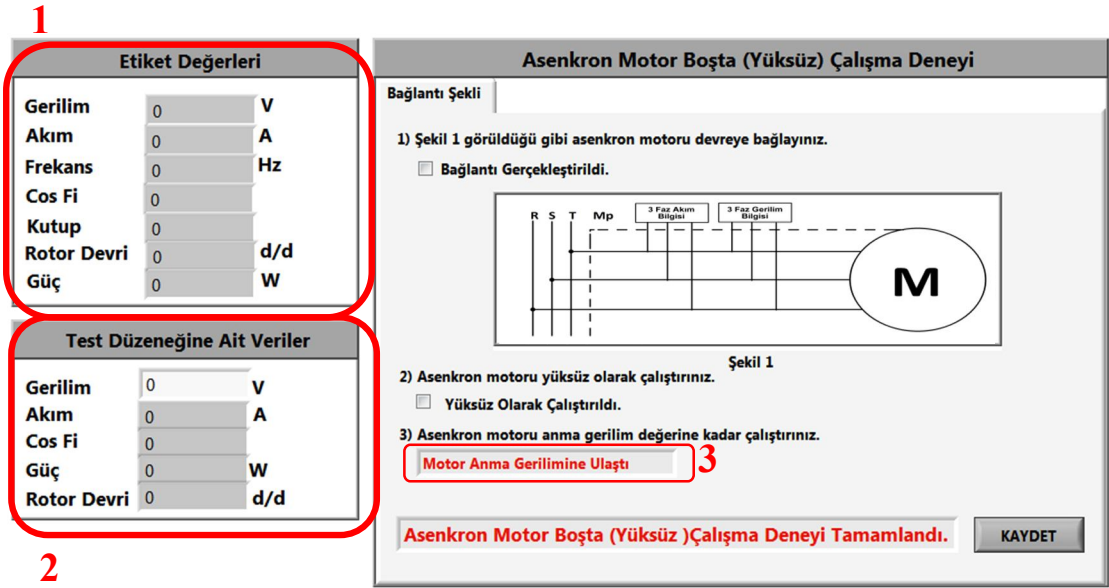 1
Etiket Değerleri
Gerilim 0 V
Akım 0 A
Frekans 0 Hz
Cos Fi 0
Kutup 0
Rotor Devri 0 d/d
Güç 0 W
Test Düzeneğine Ait Veriler
Gerilim 0 V
Akım 0 A
Cos Fi 0
Güç 0 W
Rotor Devri 0 d/d
2
Asenkron Motor Boşta (Yüksüz) Çalışma Deneyi
Bağlantı Şekli
1) Şekil 1 görüldüğü gibi asenkron motoru devreye bağlayınız.
Bağlantı Gerçekleştirildi.
R S T Mp
3 Faz Akım
Bilgisi
3 Faz Gerilim
Bilgisi
M
Şekil 1
2) Asenkron motoru yüksüz olarak çalıştırınız.
Yüksüz Olarak Çalıştırıldı.
3) Asenkron motoru anma gerilim değerine kadar çalıştırınız.
Motor Anma Gerilimine Ulaştı
3
Asenkron Motor Boşta (Yüksüz )Çalışma Deneyi Tamamlandı.
KAYDET